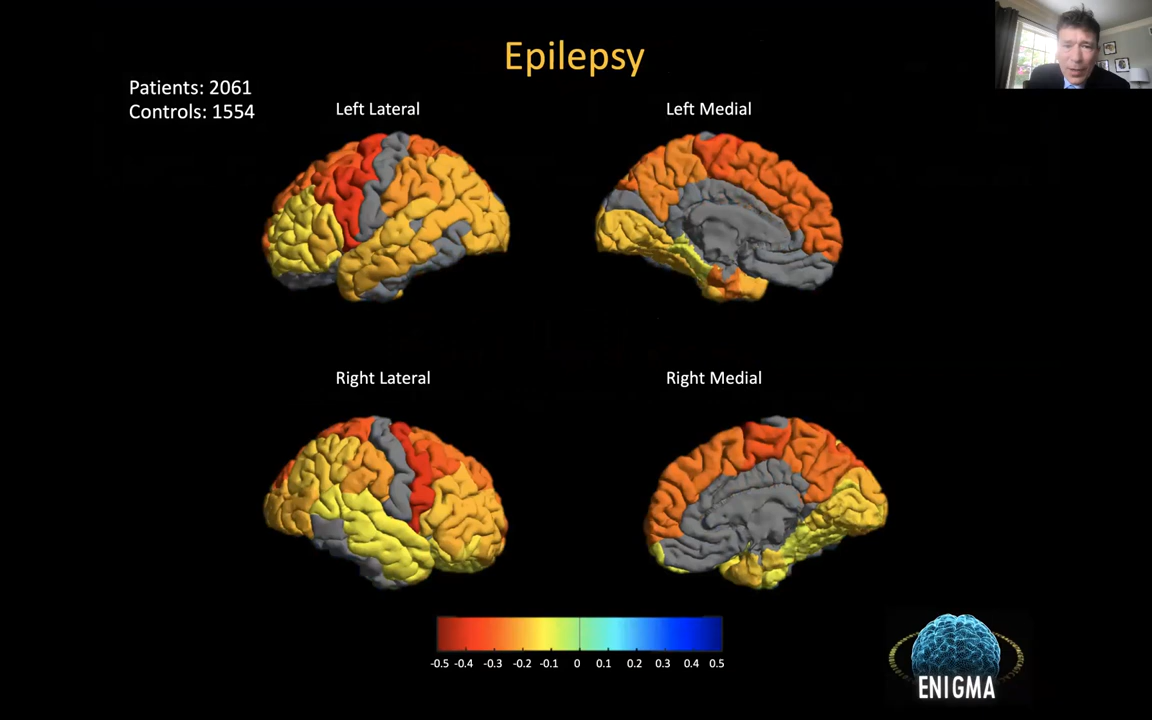 Epilepsy
Patients: 2061
Controls: 1554
Left Lateral
Left Medial
Right Lateral
Right Medial
-0.5 -0.4 -0.3 -0.2 -0.1 0 0.1 0.2 0.3 0.4 0.5
ENIGMA